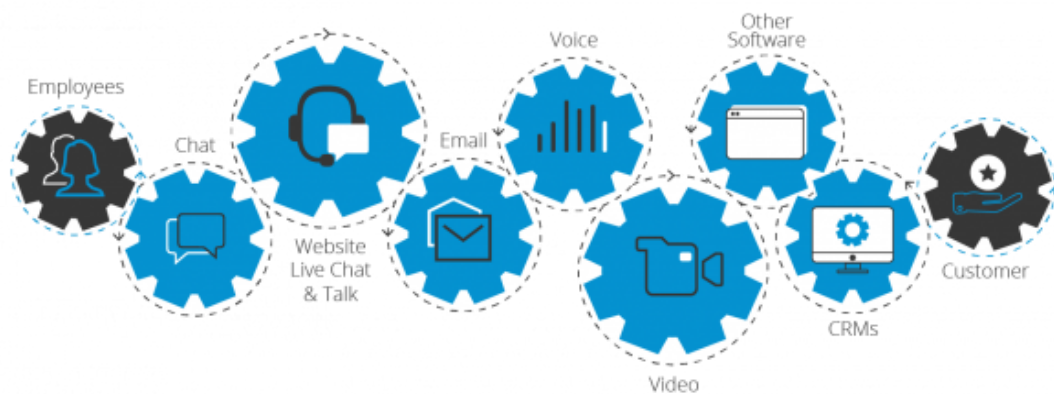 Employees
Chat
Website
Live Chat
& Talk
Email
Voice
Video
Other
Software
CRMs
Customer